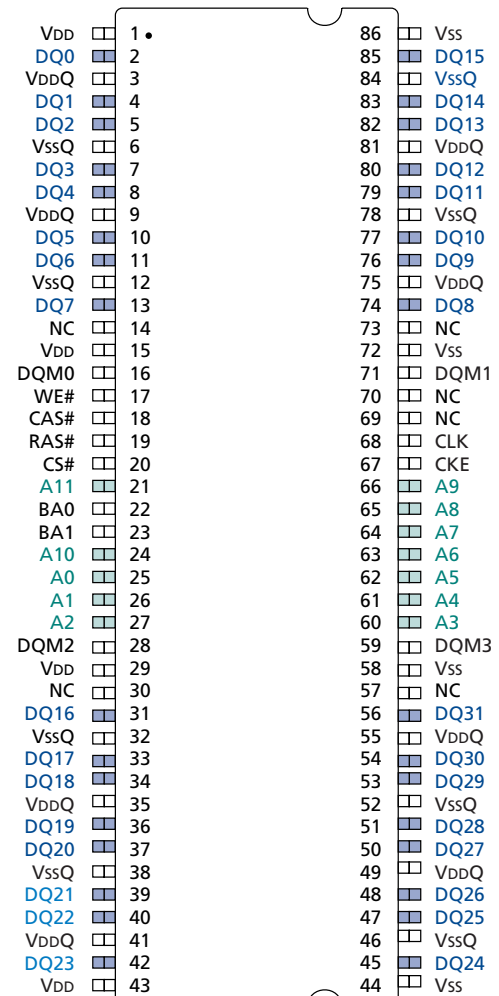 VDD 1 86 Vss
DQ0 2 85 DQ15
VDDQ 3 84 VssQ
DQ1 4 83 DQ14
DQ2 5 82 DQ13
VssQ 6 81 VDDQ
DQ3 7 80 DQ12
DQ4 8 79 DQ11
VDDQ 9 78 VssQ
DQ5 10 77 DQ10
DQ6 11 76 DQ9
VssQ 12 75 VDDQ
DQ7 13 74 DQ8
NC 14 73 NC
VDD 15 72 Vss
DQM0 16 71 DQM1
WE# 17 70 NC
CAS# 18 69 NC
RAS# 19 68 CLK
CS# 20 67 CKE
A11 21 66 A9
BA0 22 65 A8
BA1 23 64 A7
A10 24 63 A6
A0 25 62 A5
A1 26 61 A4
A2 27 60 A3
DQM2 28 59 DQM3
VDD 29 58 Vss
NC 30 57 NC
DQ16 31 56 DQ31
VssQ 32 55 VDDQ
DQ17 33 54 DQ30
DQ18 34 53 DQ29
VDDQ 35 52 VssQ
DQ19 36 51 DQ28
DQ20 37 50 DQ27
VssQ 38 49 VDDQ
DQ21 39 48 DQ26
DQ22 40 47 DQ25
VDDQ 41 46 VssQ
DQ23 42 45 DQ24
VDD 43 44 Vss